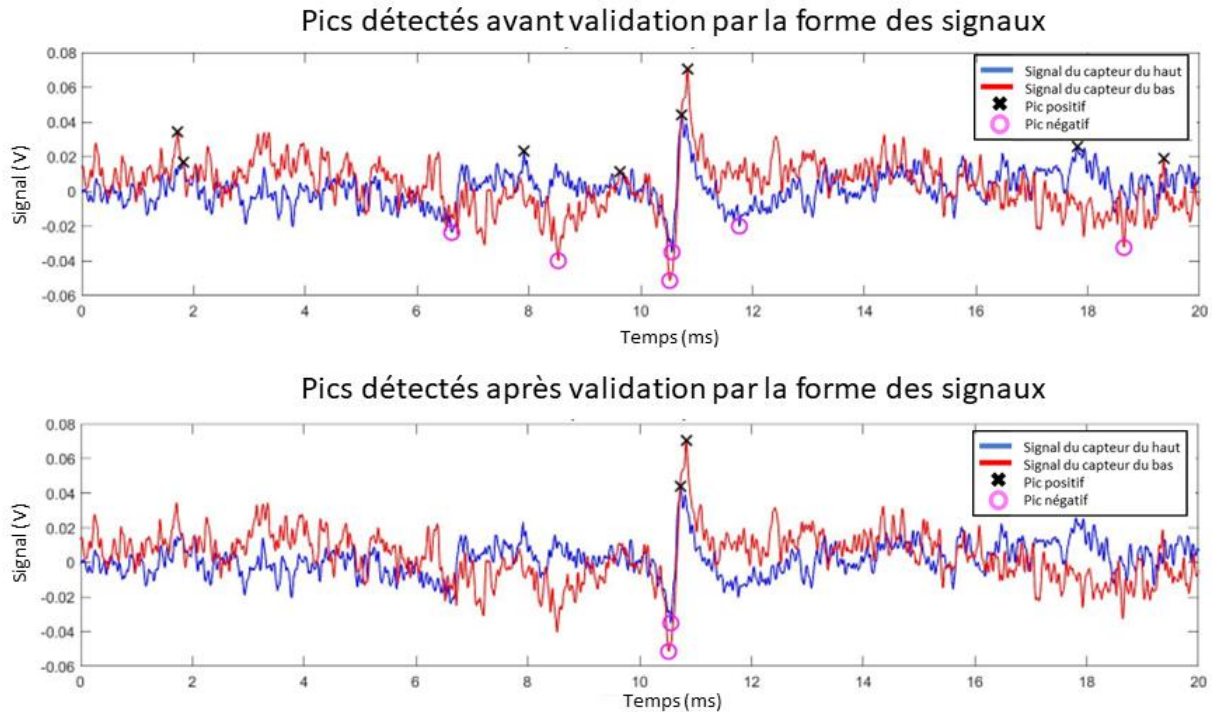 Pics détectés avant validation par la forme des signaux
0.08
0.06
0.04
0.02
0
-0.02
-0.04
-0.06
Signal (V)
Signal du capteur du haut
Signal du capteur du bas
Pic positif
Pic négatif
0 2 4 6 8 10 12 14 16 18 20
Temps (ms)
Pics détectés après validation par la forme des signaux
0.08
0.06
0.04
0.02
0
-0.02
-0.04
-0.06
Signal (V)
Signal du capteur du haut
Signal du capteur du bas
Pic positif
Pic négatif
0 2 4 6 8 10 12 14 16 18 20
Temps (ms)